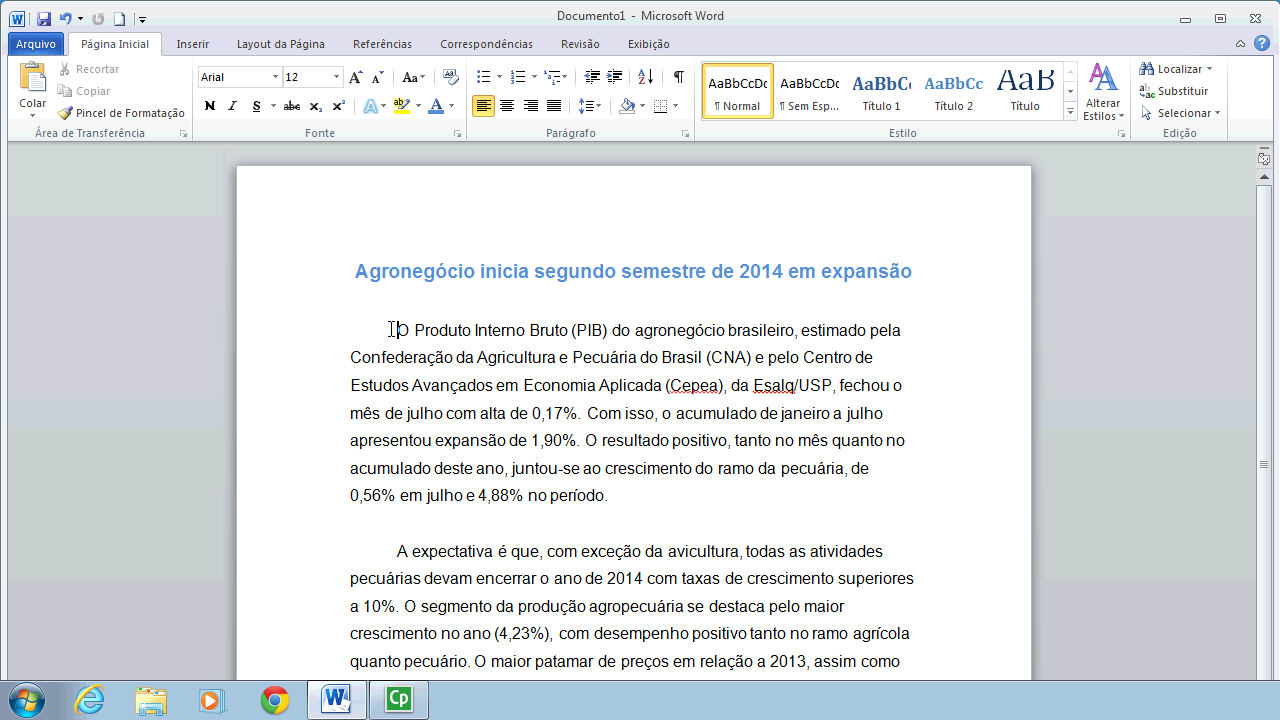 Documento1 - Microsoft Word
Arquivo Página Inicial Inserir Layout da Página Referências Correspondências Revisão Exibição
Colar
Recortar
Copiar
Pincel de Formatação
Área de Transferência
Arial 12
Fonte
Parágrafo
AaBbCcDc AaBbCcDc AaBbCc AaBbCc AaB
¶ Normal ¶ Sem Esp... Título 1 Título 2 Título
Alterar
Estilos
Estilo
Localizar
Substituir
Selecionar
Edição
Agronegócio inicia segundo semestre de 2014 em expansão
O Produto Interno Bruto (PIB) do agronegócio brasileiro, estimado pela
Confederação da Agricultura e Pecuária do Brasil (CNA) e pelo Centro de
Estudos Avançados em Economia Aplicada (Cepea), da Esalq/USP, fechou o
mês de julho com alta de 0,17%. Com isso, o acumulado de janeiro a julho
apresentou expansão de 1,90%. O resultado positivo, tanto no mês quanto no
acumulado deste ano, juntou-se ao crescimento do ramo da pecuária, de
0,56% em julho e 4,88% no período.
A expectativa é que, com exceção da avicultura, todas as atividades
pecuárias devam encerrar o ano de 2014 com taxas de crescimento superiores
a 10%. O segmento da produção agropecuária se destaca pelo maior
crescimento no ano (4,23%), com desempenho positivo tanto no ramo agrícola
quanto pecuário. O maior patamar de preços em relação a 2013, assim como